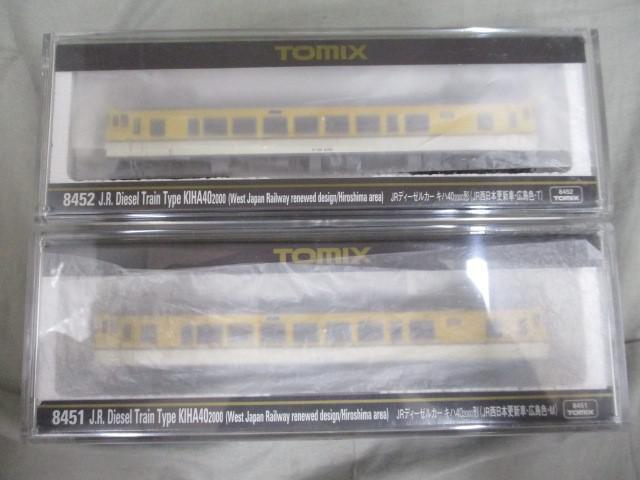 TOMIX
8452 J.R. Diesel Train Type KIHA40 2000 (West Japan Railway renewed design/Hiroshima area) JRディーゼルカー キハ40 2000形(JR西日本更新車・広島色・T) 8452 TOMIX
TOMIX
8451 J.R. Diesel Train Type KIHA40 2000 (West Japan Railway renewed design/Hiroshima area) JRディーゼルカー キハ40 2000形(JR西日本更新車・広島色・M) 8451 TOMIX